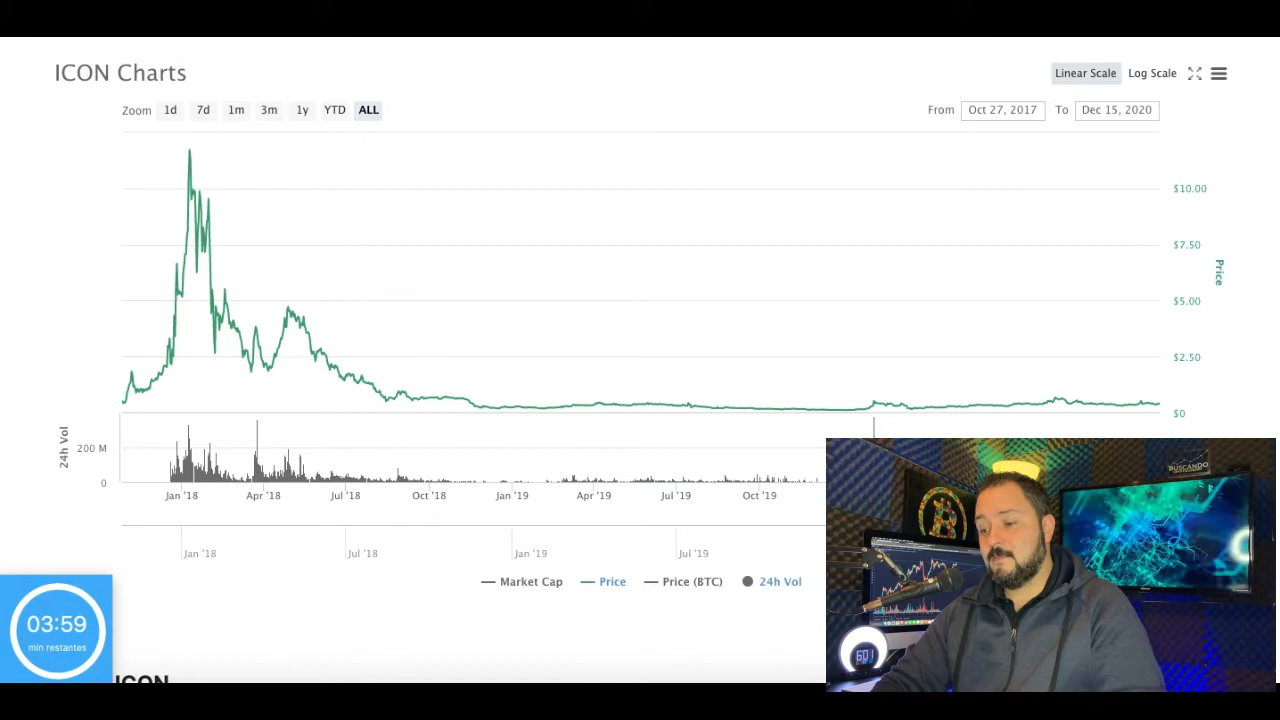 ICON Charts
Linear Scale Log Scale
Zoom 1d 7d 1m 3m 1y YTD ALL
From Oct 27, 2017 To Dec 15, 2020
$10.00
$7.50
$5.00
$2.50
$0
Price
24h Vol
200 M
0
Jan '18 Apr '18 Jul '18 Oct '18 Jan '19 Apr '19 Jul '19 Oct '19
Jan '18 Jul '18 Jan '19 Jul '19
Market Cap Price Price (BTC) 24h Vol
03:59
min restantes
ICON
BUSCANDO
601